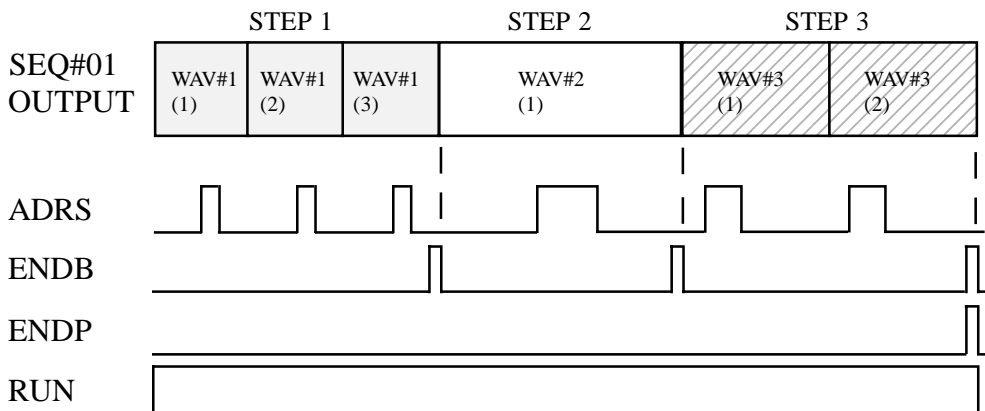 STEP 1 STEP 2 STEP 3
SEQ#01
OUTPUT
WAV#1 WAV#1 WAV#1 WAV#2 WAV#3 WAV#3
(1) (2) (3) (1) (1) (2)
ADRS
ENDB
ENDP
RUN